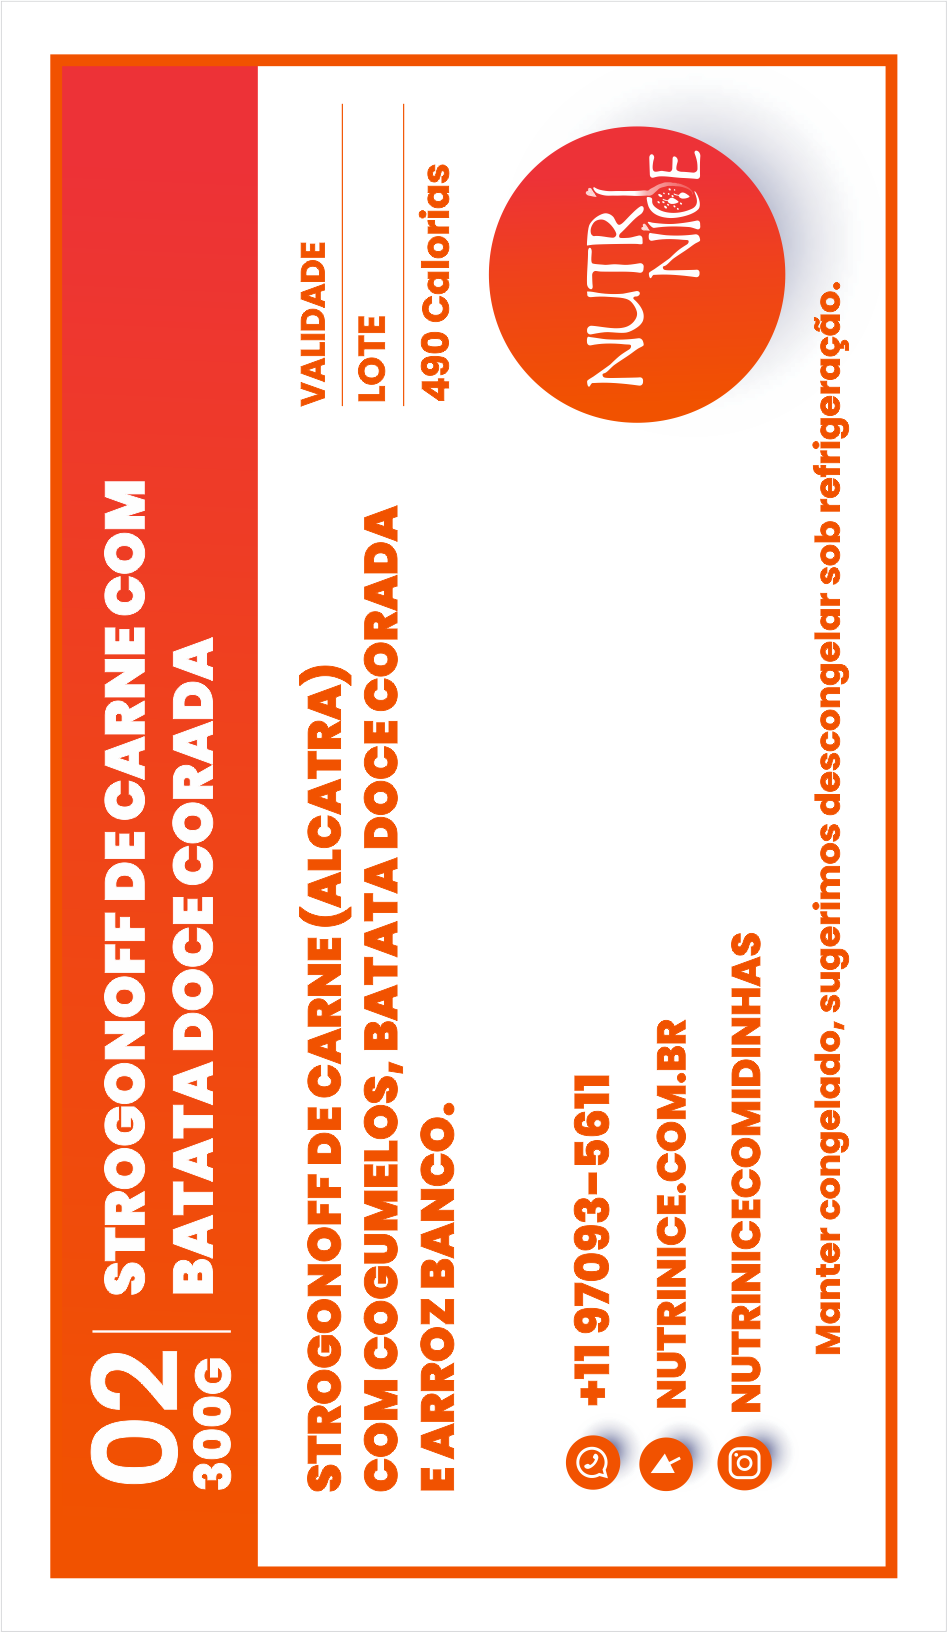 02
300G
STROGONOFF DE CARNE COM
BATATA DOCE CORADA
STROGONOFF DE CARNE (ALCATRA)
COM COGUMELOS, BATATA DOCE CORADA
E ARROZ BANCO.
VALIDADE
LOTE
490 Calorias
+11 97093-5611
NUTRINICE.COM.BR
NUTRINICECOMIDINHAS
NUTRI
NICE
Manter congelado, sugerimos descongelar sob refrigeração.